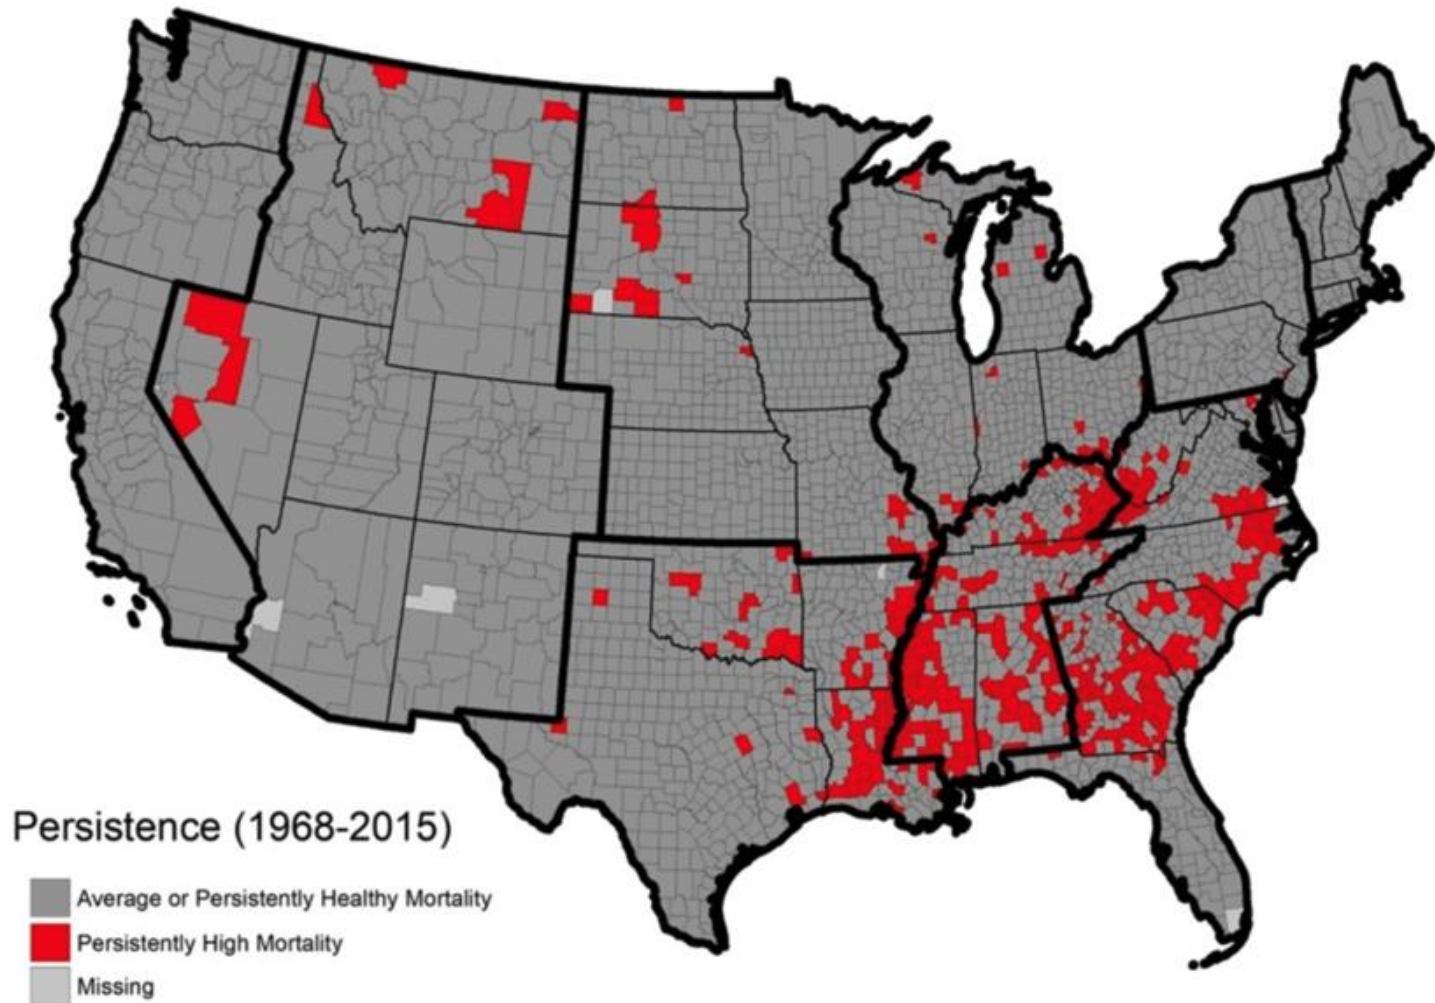 Persistence (1968-2015)
Average or Persistently Healthy Mortality
Persistently High Mortality
Missing